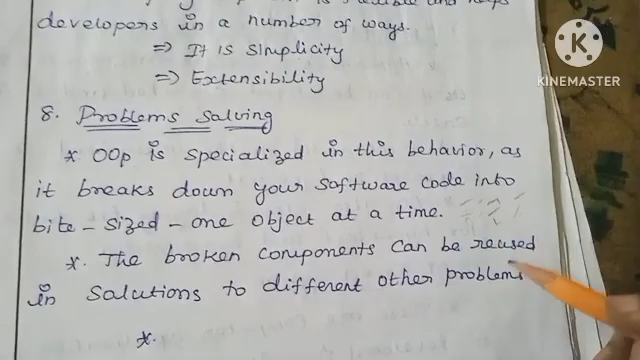 developers in a number of ways.
⇒ It is simplicity
⇒ Extensibility
8. Problems Salving
* OOp is specialized in this behavior, as
it breaks down your software code into
bite - sized - one object at a time.
*. The broken components can be reused
in salutions to different other problems
*.
K
KINEMASTER